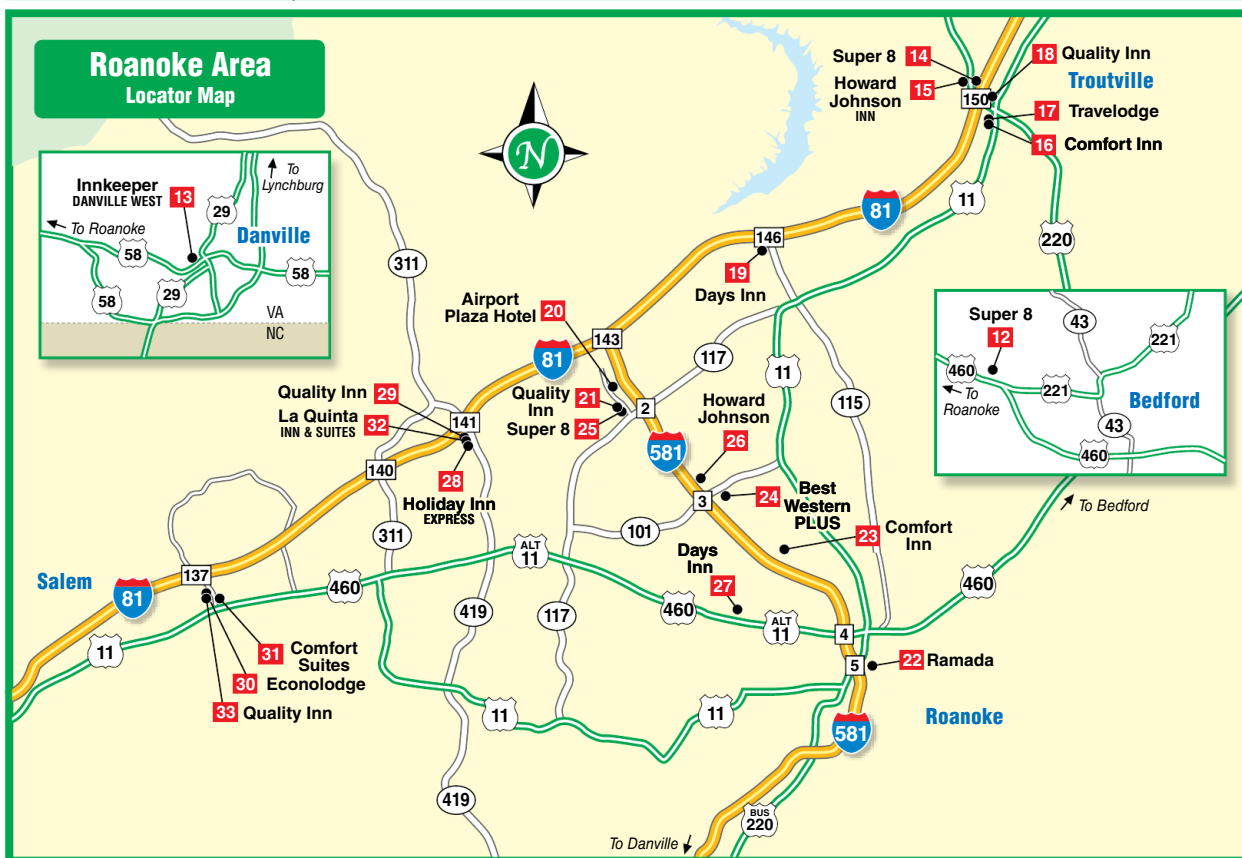 Roanoke Area
Locator Map
N
Super 8 14
Howard
Johnson
INN
15
18 Quality Inn
Troutville
150
17 Travelodge
16 Comfort Inn
81
11
220
Innkeeper
DANVILLE WEST
13
To
Lynchburg
29
To Roanoke
Danville
58
58
58
29
VA
NC
311
146
19
Days Inn
Airport
Plaza Hotel
20
143
81
117
11
115
Super 8
12
43
221
460
To
Roanoke
221
Bedford
43
460
To Bedford
Quality Inn 29
La Quinta
INN & SUITES
32
141
140
28
Holiday Inn
EXPRESS
Quality
Inn
21
Super 8 25
2
581
Howard
Johnson
26
3
24
Best
Western
PLUS
101
23 Comfort
Inn
311
ALT
11
Days
Inn
27
460
Salem
81
137
460
419
117
460
ALT
11
4
11
31 Comfort
Suites
30 Econolodge
33 Quality Inn
5
22 Ramada
11
11
Roanoke
581
419
BUS
220
To Danville